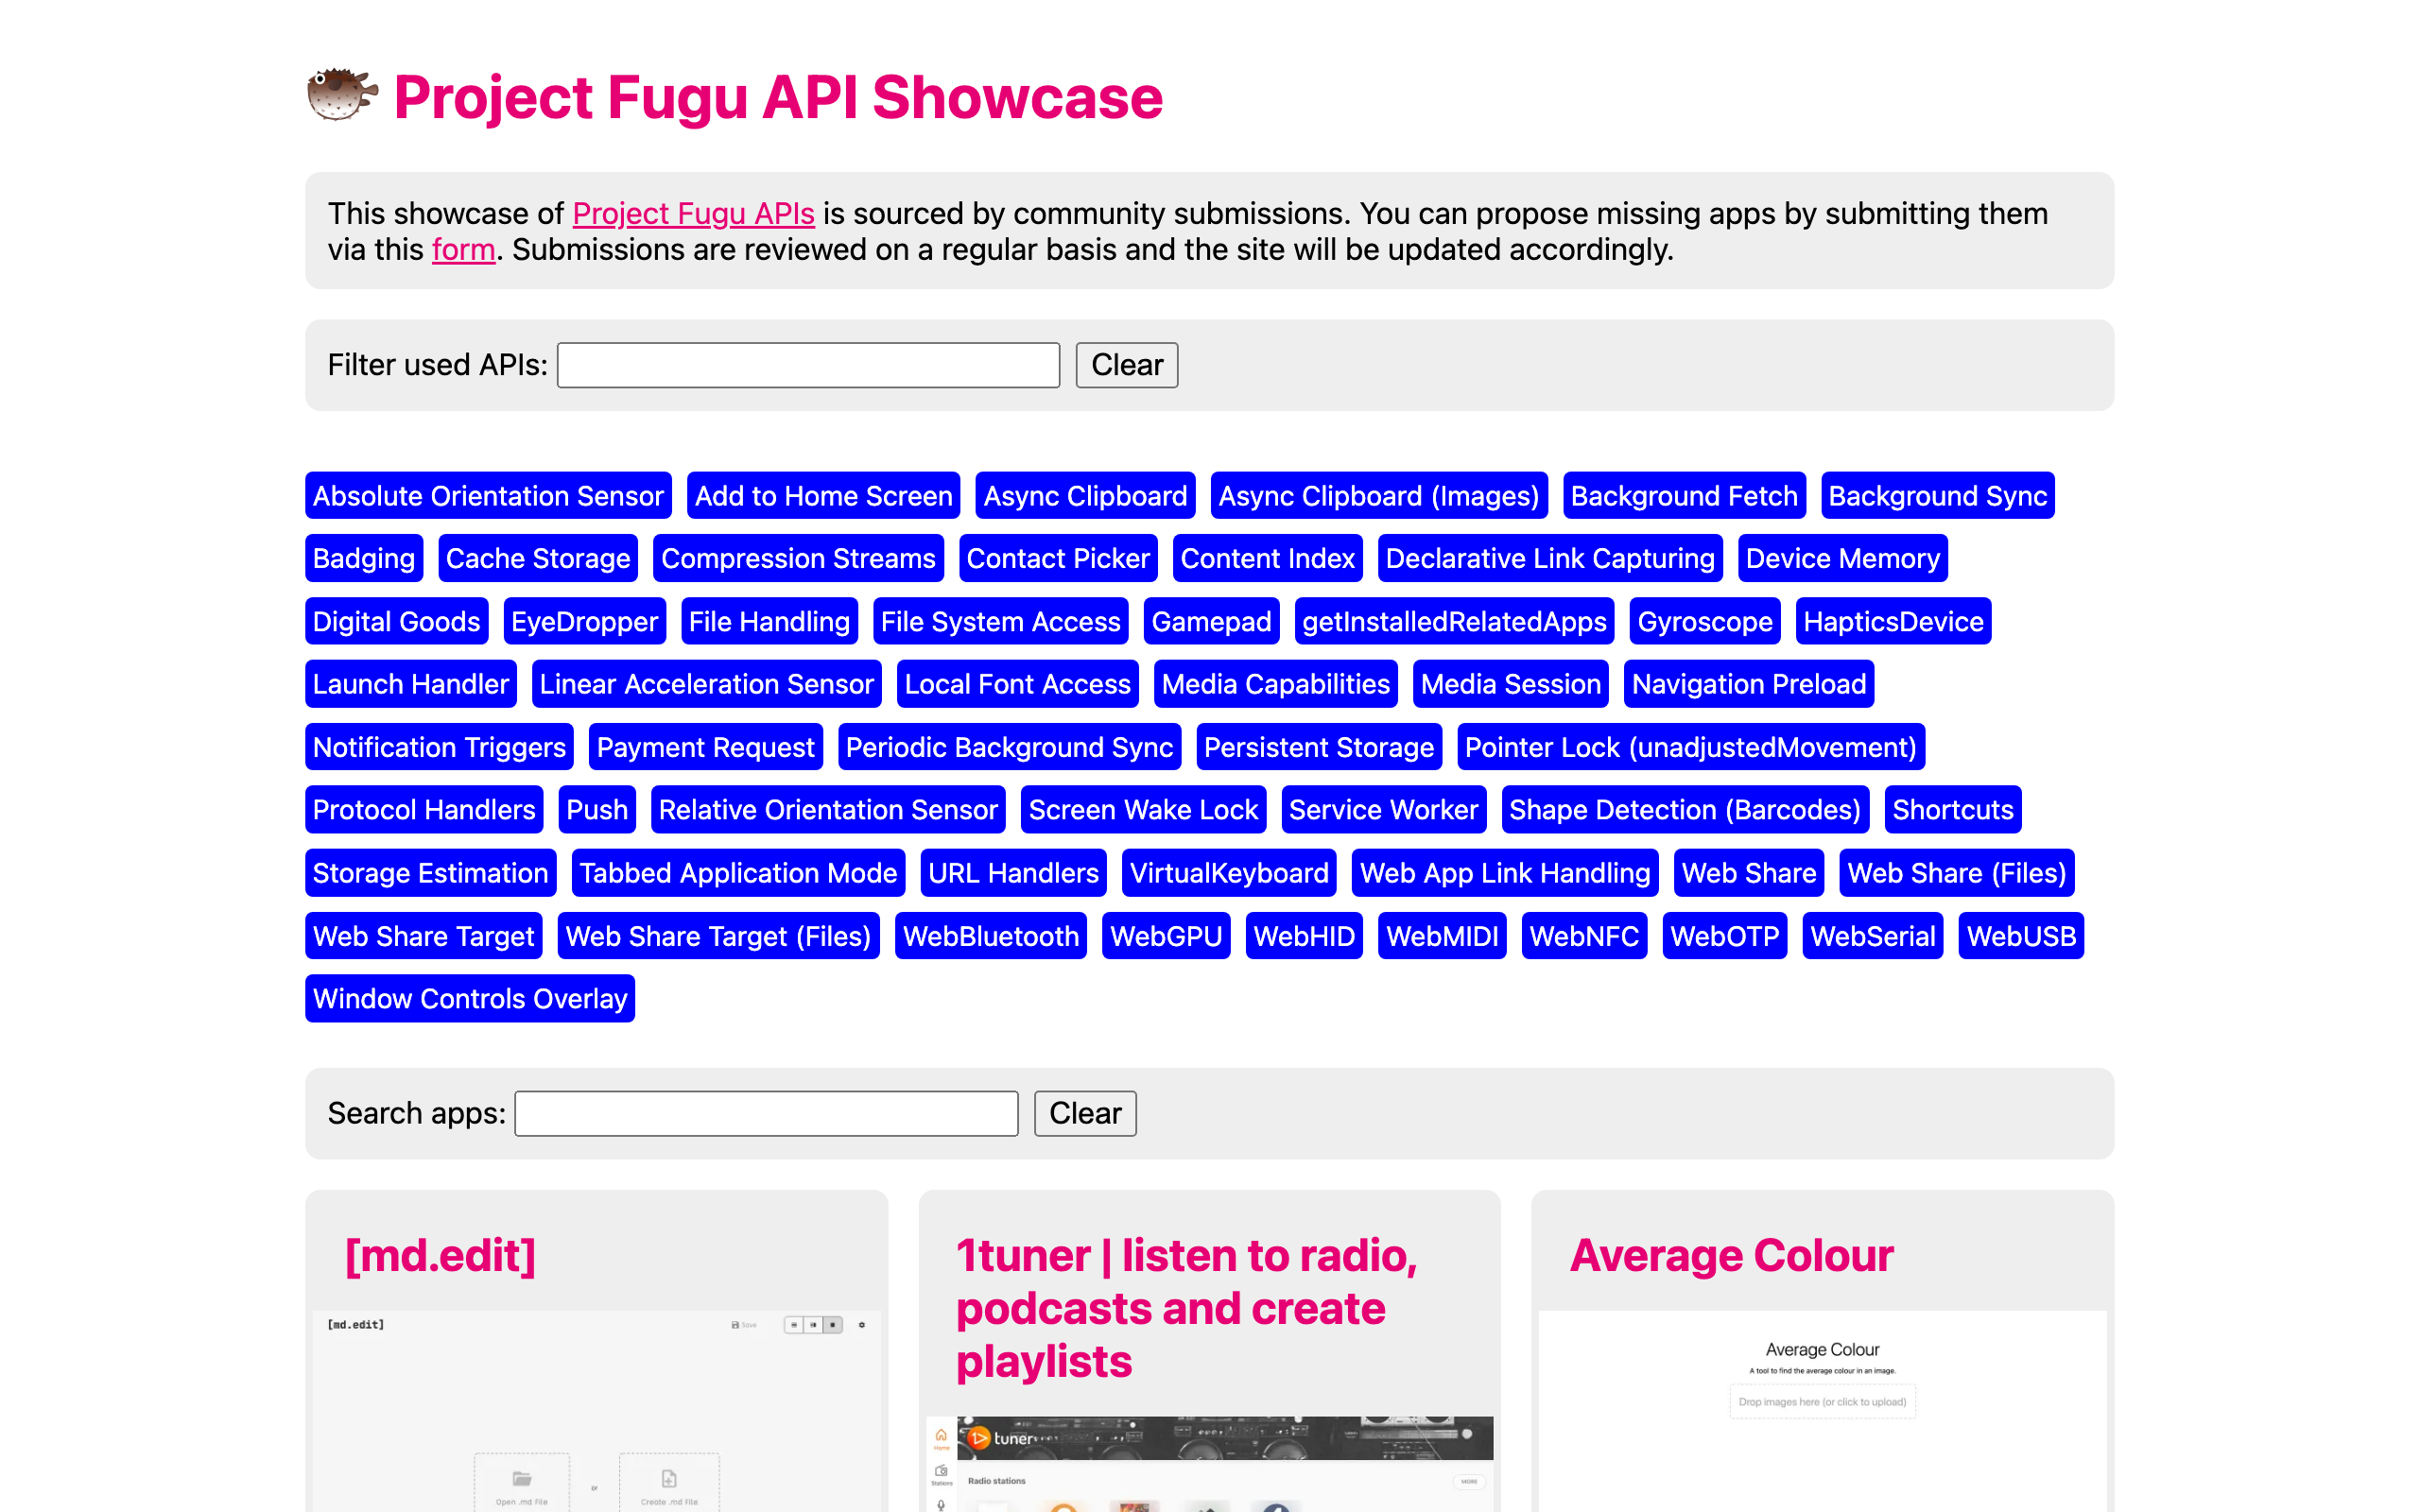 Project Fugu API Showcase
This showcase of Project Fugu APIs is sourced by community submissions. You can propose missing apps by submitting them
via this form. Submissions are reviewed on a regular basis and the site will be updated accordingly.
Filter used APIs: Clear
Absolute Orientation Sensor Add to Home Screen Async Clipboard Async Clipboard (Images) Background Fetch Background Sync
Badging Cache Storage Compression Streams Contact Picker Content Index Declarative Link Capturing Device Memory
Digital Goods EyeDropper File Handling File System Access Gamepad getInstalledRelatedApps Gyroscope HapticsDevice
Launch Handler Linear Acceleration Sensor Local Font Access Media Capabilities Media Session Navigation Preload
Notification Triggers Payment Request Periodic Background Sync Persistent Storage Pointer Lock (unadjustedMovement)
Protocol Handlers Push Relative Orientation Sensor Screen Wake Lock Service Worker Shape Detection (Barcodes) Shortcuts
Storage Estimation Tabbed Application Mode URL Handlers VirtualKeyboard Web App Link Handling Web Share Web Share (Files)
Web Share Target Web Share Target (Files) WebBluetooth WebGPU WebHID WebMIDI WebNFC WebOTP WebSerial WebUSB
Window Controls Overlay
Search apps: Clear
[md.edit]
[md.edit] Save
Open .md File or Create .md File
1tuner | listen to radio,
podcasts and create
playlists
tuner
Home
Stations
Radio stations MORE
Average Colour
Average Colour
A tool to find the average colour in an image.
Drop images here (or click to upload)